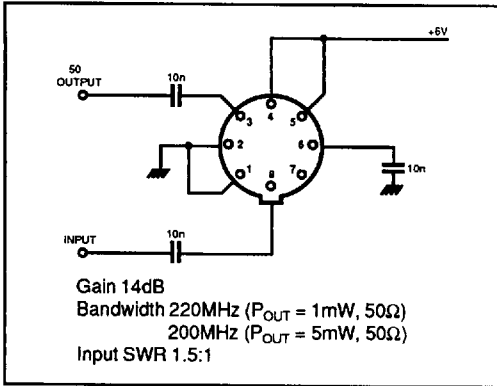 +6V
50
OUTPUT
10n
4
3
5
2
6
1
7
8
10n
INPUT
10n
Gain 14dB
Bandwidth 220MHz (POUT = 1mW, 50Ω)
200MHz (POUT = 5mW, 50Ω)
Input SWR 1.5:1